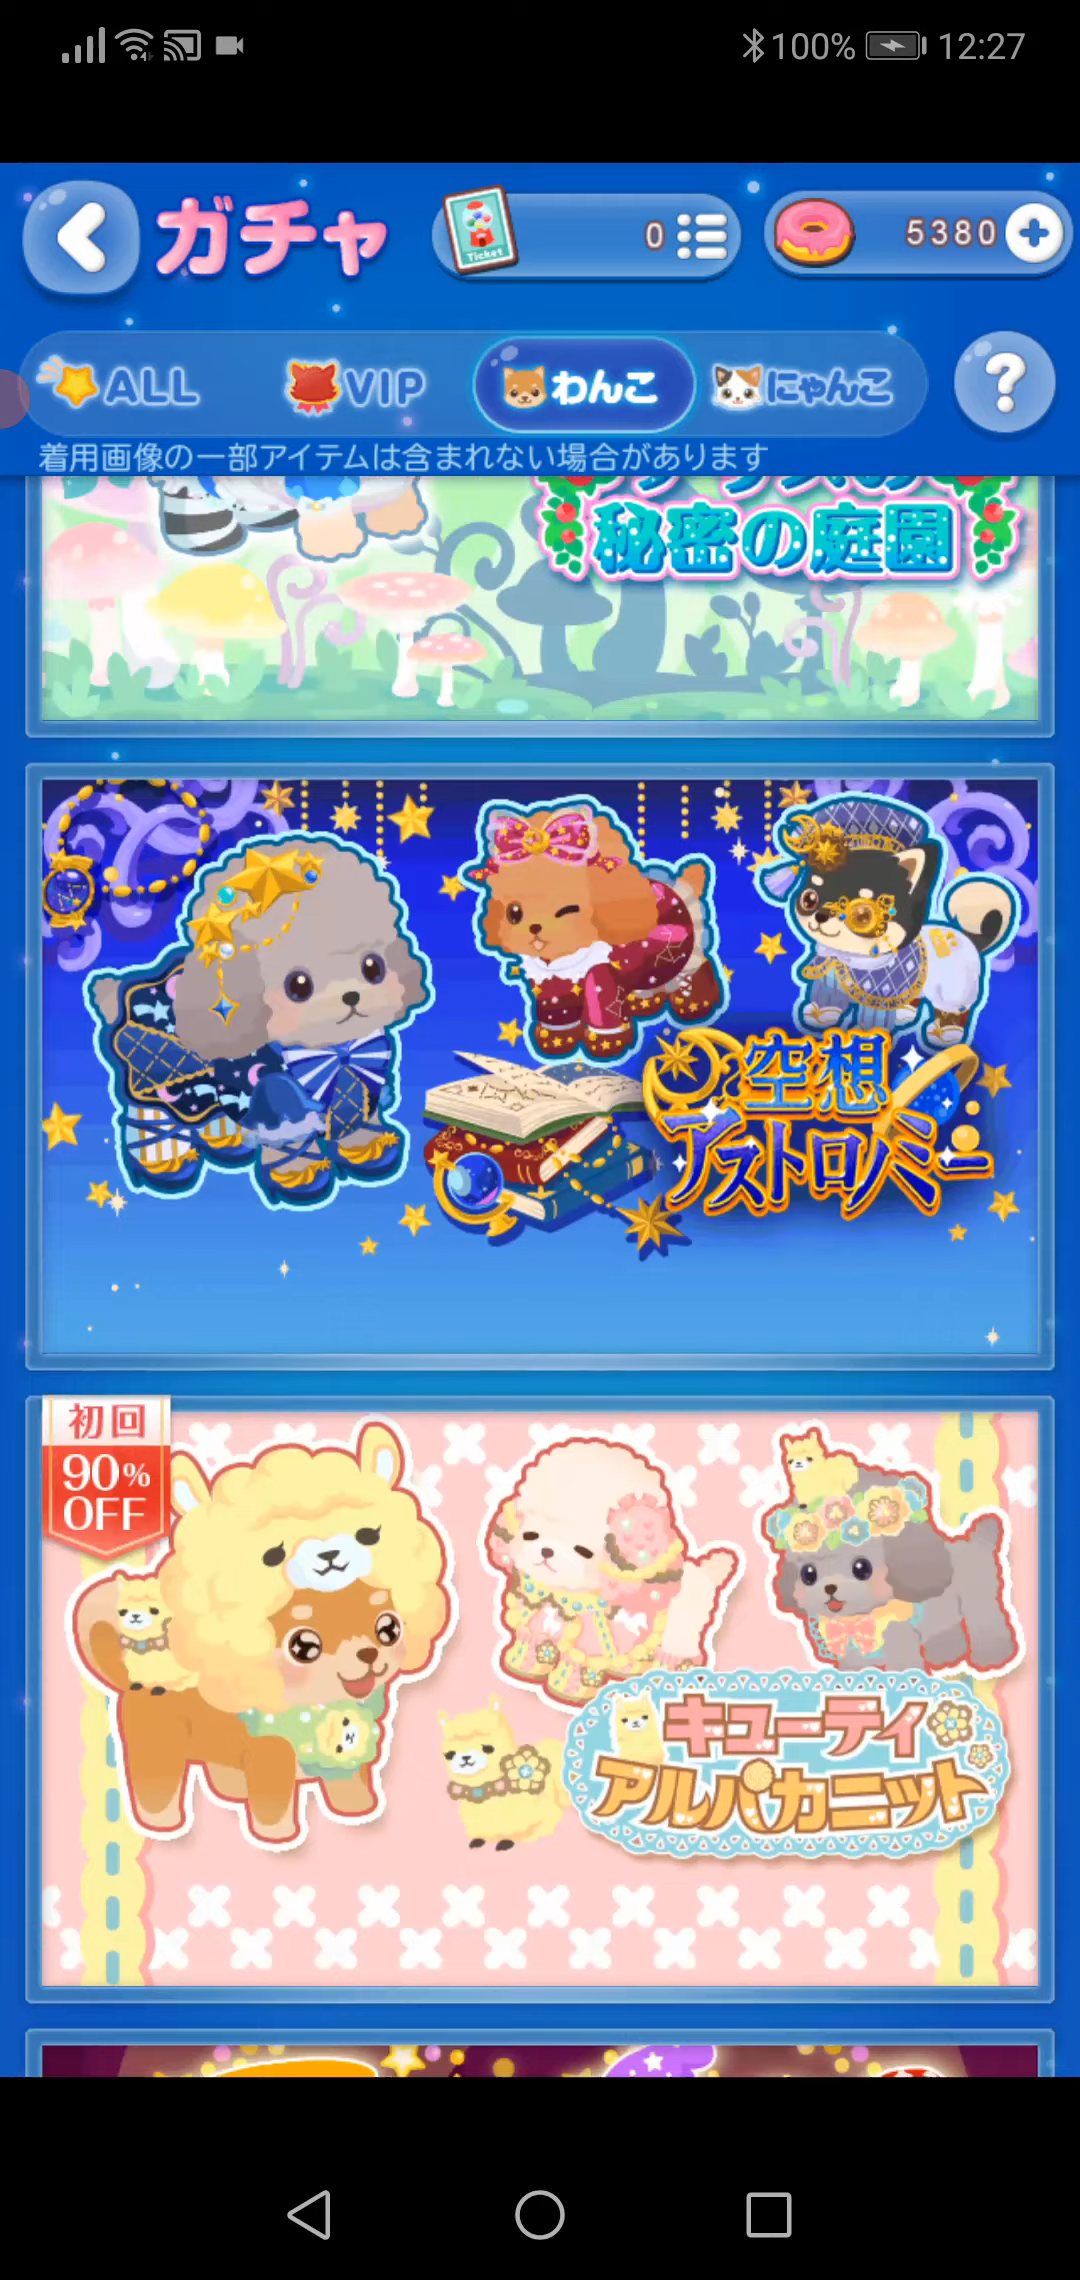 100% 12:27
ガチャ
Ticket
0
5380
ALL
VIP
わんこ
にゃんこ
?
着用画像の一部アイテムは含まれない場合があります
秘密の庭園
空想
アストロノミー
初回
90%
OFF
キューティ
アルパカニット